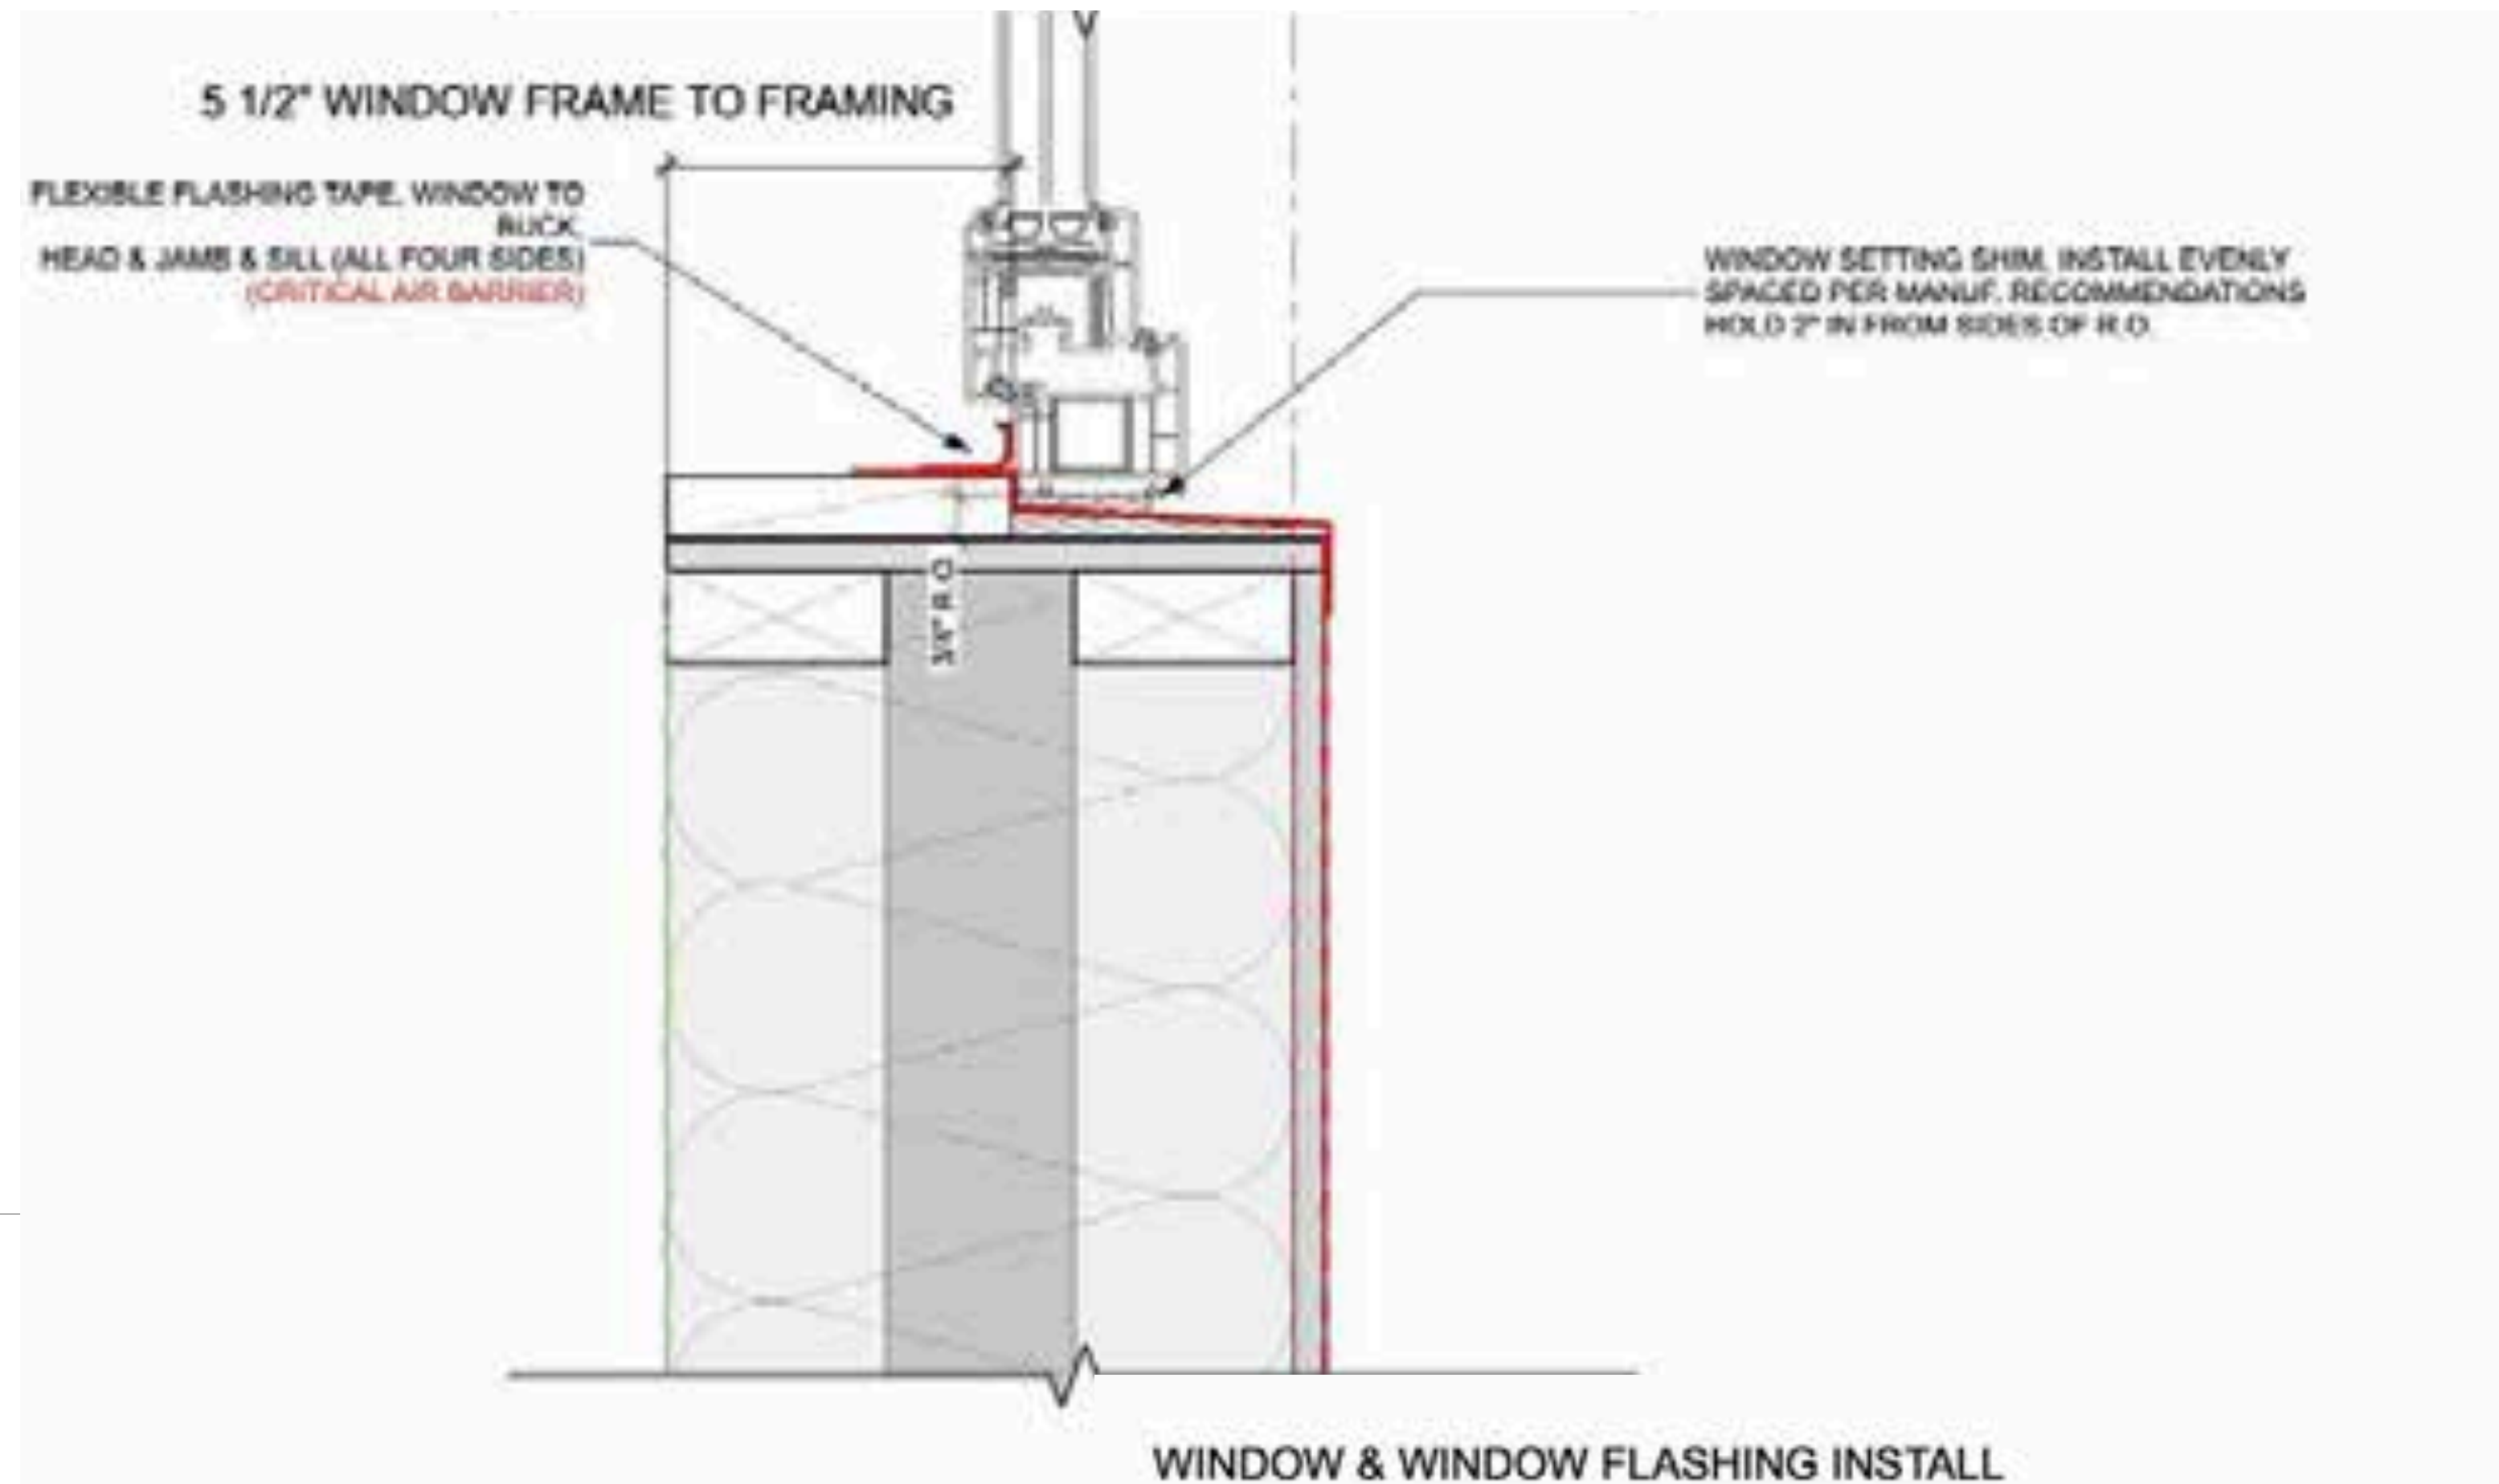 5 1/2" WINDOW FRAME TO FRAMING
FLEXIBLE FLASHING TAPE. WINDOW TO
BUCK.
HEAD & JAMB & SILL (ALL FOUR SIDES)
(CRITICAL AIR BARRIER)
WINDOW SETTING SHIM. INSTALL EVENLY
SPACED PER MANUF. RECOMMENDATIONS
HOLD 2" IN FROM SIDES OF R.O.
R O
WINDOW & WINDOW FLASHING INSTALL